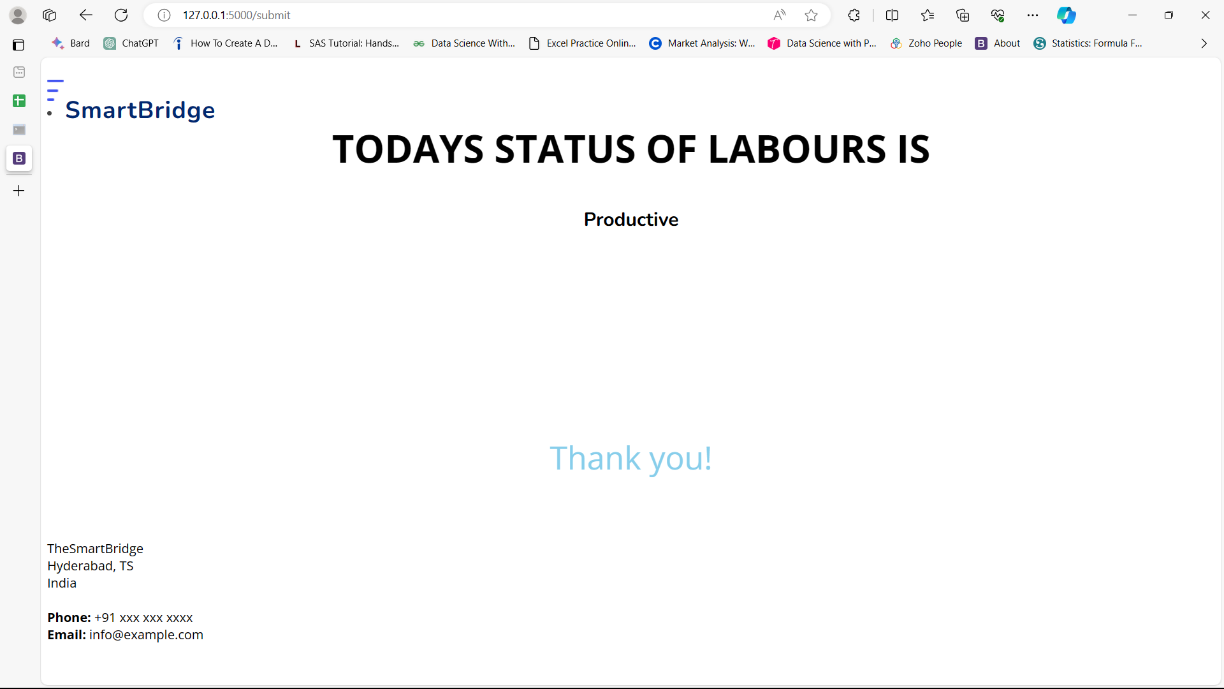 127.0.0.1:5000/submit
Bard
ChatGPT
How To Create A D...
SAS Tutorial: Hands...
Data Science With...
Excel Practice Onlin...
Market Analysis: W...
Data Science with P...
Zoho People
About
Statistics: Formula F...
SmartBridge
TODAYS STATUS OF LABOURS IS
Productive
Thank you!
TheSmartBridge
Hyderabad, TS
India
Phone: +91 xxx xxx xxxx
Email: info@example.com